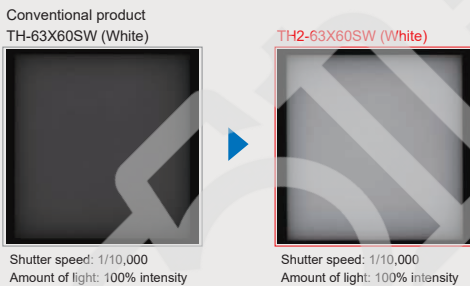 Conventional product
TH-63X60SW (White)
TH2-63X60SW (White)
Shutter speed: 1/10,000
Amount of light: 100% intensity
Shutter speed: 1/10,000
Amount of light: 100% intensity